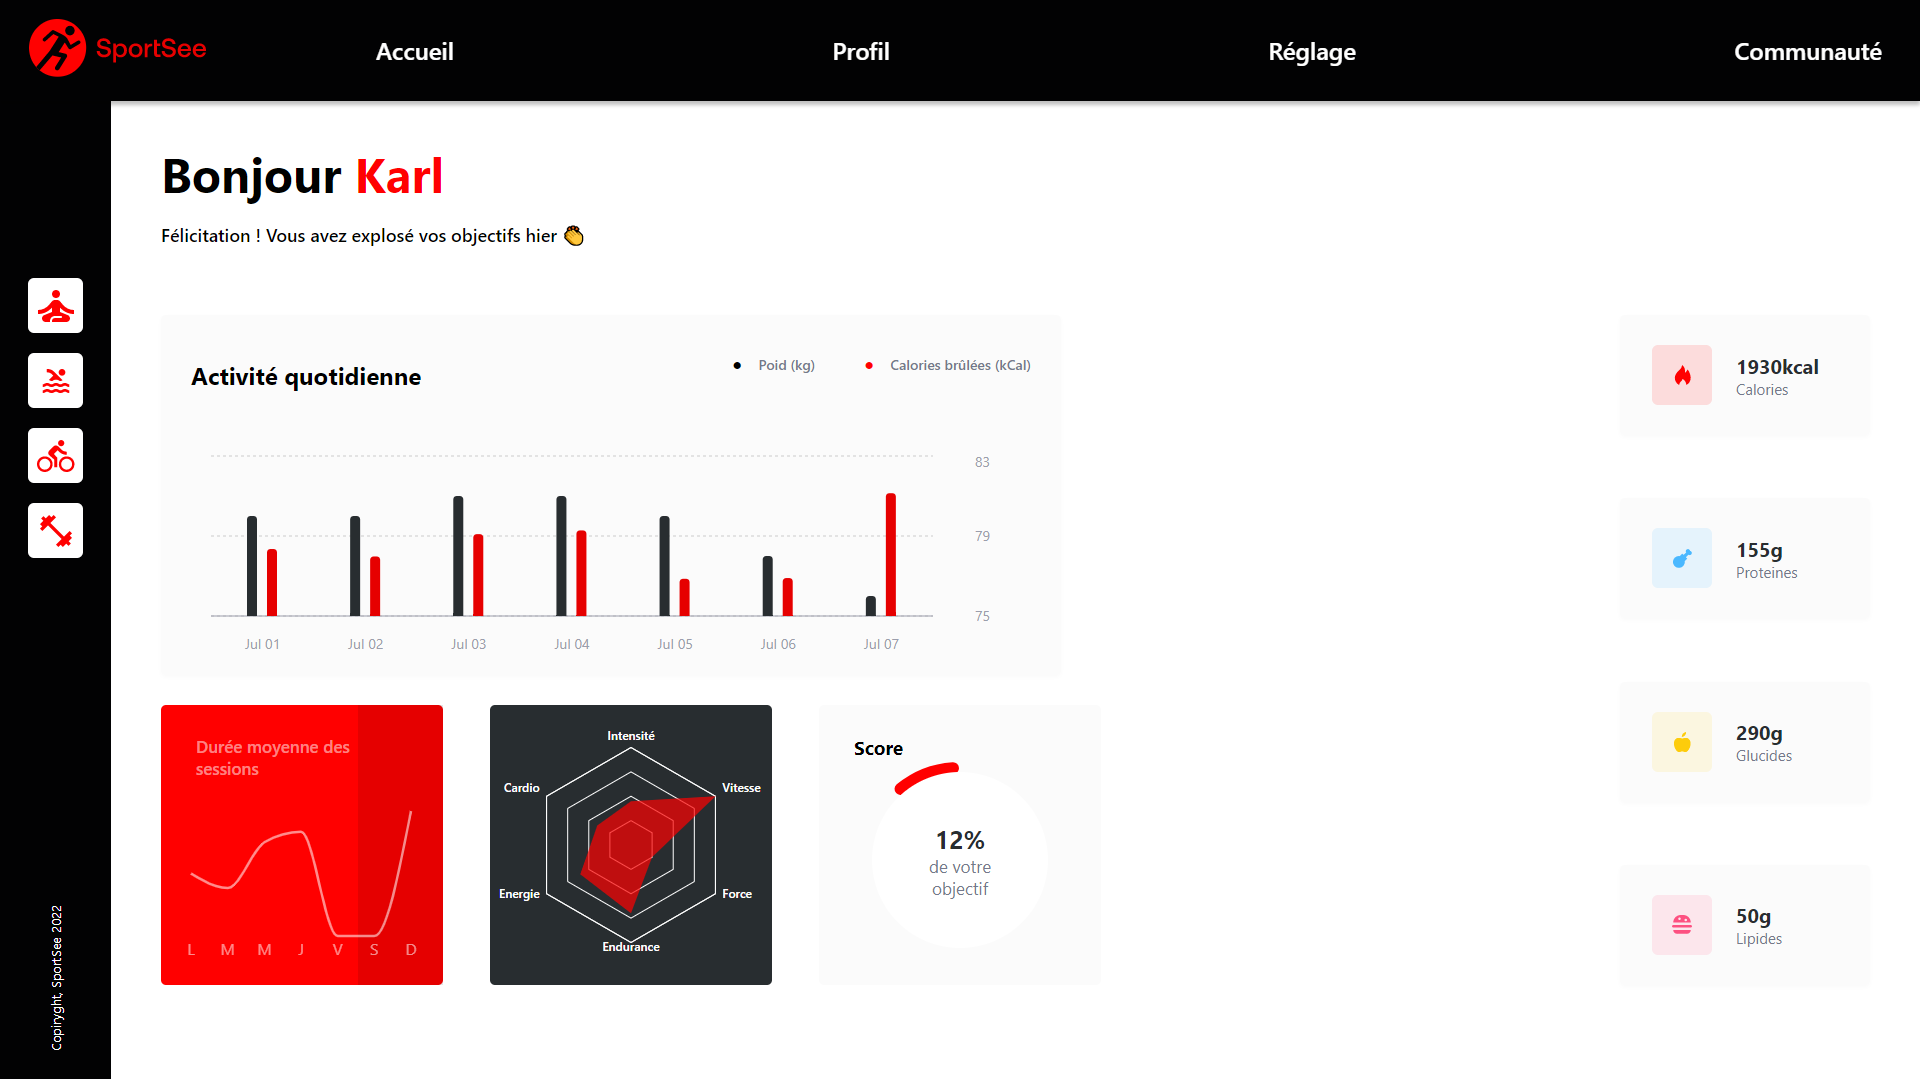 SportSee
Accueil
Profil
Réglage
Communauté
Bonjour Karl
Félicitation ! Vous avez explosé vos objectifs hier 👏
Activité quotidienne
Poid (kg)
Calories brûlées (kCal)
83
79
75
Jul 01
Jul 02
Jul 03
Jul 04
Jul 05
Jul 06
Jul 07
1930kcal
Calories
155g
Proteines
290g
Glucides
50g
Lipides
Durée moyenne des
sessions
L M M J V S D
Intensité
Vitesse
Force
Endurance
Energie
Cardio
Score
12%
de votre
objectif
Copiryght, SportSee 2022